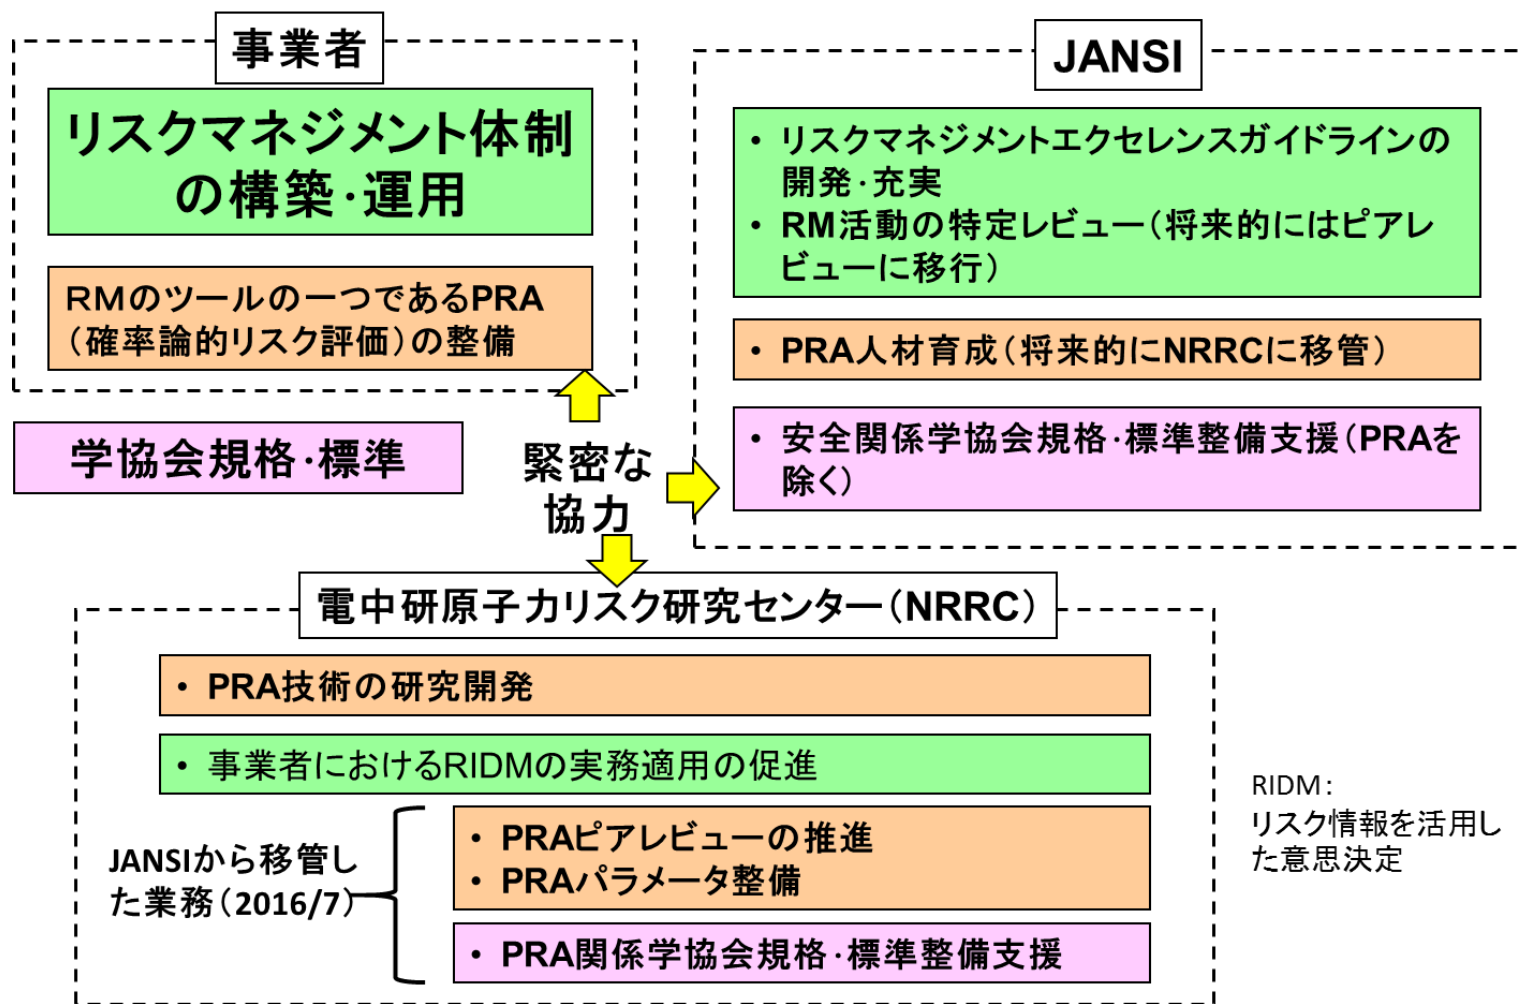 事業者
リスクマネジメント体制
の構築・運用
RMのツールの一つであるPRA
(確率論的リスク評価)の整備
学協会規格・標準
緊密な
協力
JANSI
• リスクマネジメントエクセレンスガイドラインの
開発・充実
• RM活動の特定レビュー(将来的にはピアレ
ビューに移行)
• PRA人材育成(将来的にNRRCに移管)
• 安全関係学協会規格・標準整備支援(PRAを
除く)
電中研原子力リスク研究センター(NRRC)
• PRA技術の研究開発
• 事業者におけるRIDMの実務適用の促進
JANSIから移管し
た業務(2016/7)
• PRAピアレビューの推進
• PRAパラメータ整備
• PRA関係学協会規格・標準整備支援
RIDM:
リスク情報を活用し
た意思決定